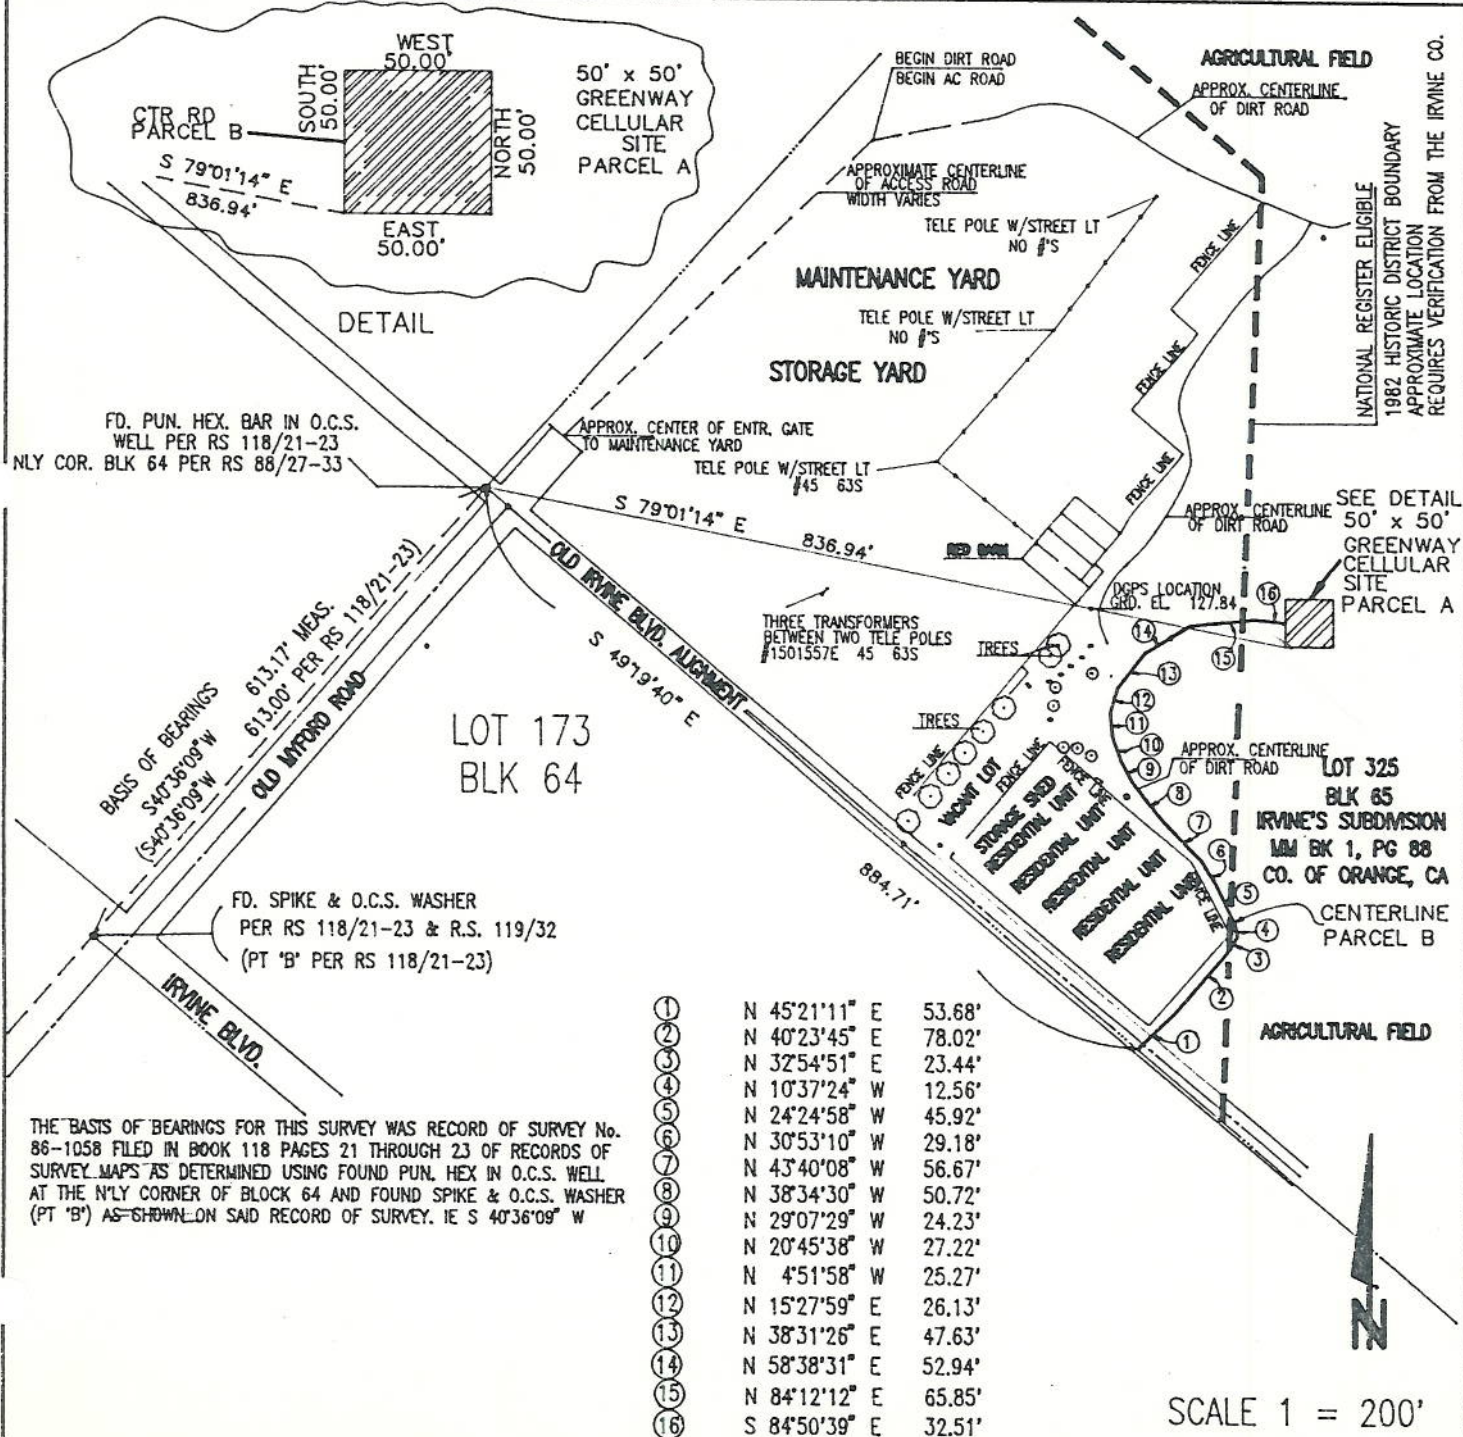 WEST
50.00'
SOUTH
50.00'
NORTH
50.00'
EAST
50.00'
CTR RD
PARCEL B
S 79°01'14" E
836.94'
50' x 50'
GREENWAY
CELLULAR
SITE
PARCEL A
DETAIL
BEGIN DIRT ROAD
BEGIN AC ROAD
AGRICULTURAL FIELD
APPROX. CENTERLINE
OF DIRT ROAD
NATIONAL REGISTER ELIGIBLE
1982 HISTORIC DISTRICT BOUNDARY
APPROXIMATE LOCATION
REQUIRES VERIFICATION FROM THE IRVINE CO.
APPROXIMATE CENTERLINE
OF ACCESS ROAD
WIDTH VARIES
TELE POLE W/STREET LT
NO #'S
FENCE LINE
MAINTENANCE YARD
TELE POLE W/STREET LT
NO #'S
STORAGE YARD
FENCE LINE
FD. PUN. HEX. BAR IN O.C.S.
WELL PER RS 118/21-23
NLY COR. BLK 64 PER RS 88/27-33
APPROX. CENTER OF ENTR. GATE
TO MAINTENANCE YARD
TELE POLE W/STREET LT
#45 63S
FENCE LINE
S 79°01'14" E
836.94'
APPROX. CENTERLINE
OF DIRT ROAD
SEE DETAIL
50' x 50'
GREENWAY
CELLULAR
SITE
PARCEL A
RED BARN
DGPS LOCATION
GRD. EL. 127.84
OLD IRVINE BLVD. ALIGNMENT
S 49°19'40" E
THREE TRANSFORMERS
BETWEEN TWO TELE POLES
#1501557E 45 63S
TREES
TREES
16
15
14
13
12
11
10
9
8
7
6
5
4
3
2
1
613.17' MEAS.
613.00' PER RS 118/21-23)
BASIS OF BEARINGS
S40°36'09"W
(S40°36'09"W
OLD MYFORD ROAD
LOT 173
BLK 64
FENCE LINE
VACANT LOT
FENCE LINE
STORAGE SHED
FENCE LINE
RESIDENTIAL UNIT
RESIDENTIAL UNIT
RESIDENTIAL UNIT
RESIDENTIAL UNIT
RESIDENTIAL UNIT
FENCE LINE
APPROX. CENTERLINE
OF DIRT ROAD
LOT 325
BLK 65
IRVINE'S SUBDIVISION
MM BK 1, PG 88
CO. OF ORANGE, CA
CENTERLINE
PARCEL B
884.71'
FD. SPIKE & O.C.S. WASHER
PER RS 118/21-23 & R.S. 119/32
(PT 'B' PER RS 118/21-23)
IRVINE BLVD.
AGRICULTURAL FIELD
THE BASIS OF BEARINGS FOR THIS SURVEY WAS RECORD OF SURVEY No.
86-1058 FILED IN BOOK 118 PAGES 21 THROUGH 23 OF RECORDS OF
SURVEY MAPS AS DETERMINED USING FOUND PUN. HEX IN O.C.S. WELL
AT THE N'LY CORNER OF BLOCK 64 AND FOUND SPIKE & O.C.S. WASHER
(PT 'B') AS SHOWN ON SAID RECORD OF SURVEY. IE S 40°36'09" W
1 N 45°21'11" E 53.68'
2 N 40°23'45" E 78.02'
3 N 32°54'51" E 23.44'
4 N 10°37'24" W 12.56'
5 N 24°24'58" W 45.92'
6 N 30°53'10" W 29.18'
7 N 43°40'08" W 56.67'
8 N 38°34'30" W 50.72'
9 N 29°07'29" W 24.23'
10 N 20°45'38" W 27.22'
11 N 4°51'58" W 25.27'
12 N 15°27'59" E 26.13'
13 N 38°31'26" E 47.63'
14 N 58°38'31" E 52.94'
15 N 84°12'12" E 65.85'
16 S 84°50'39" E 32.51'
N
SCALE 1 = 200'